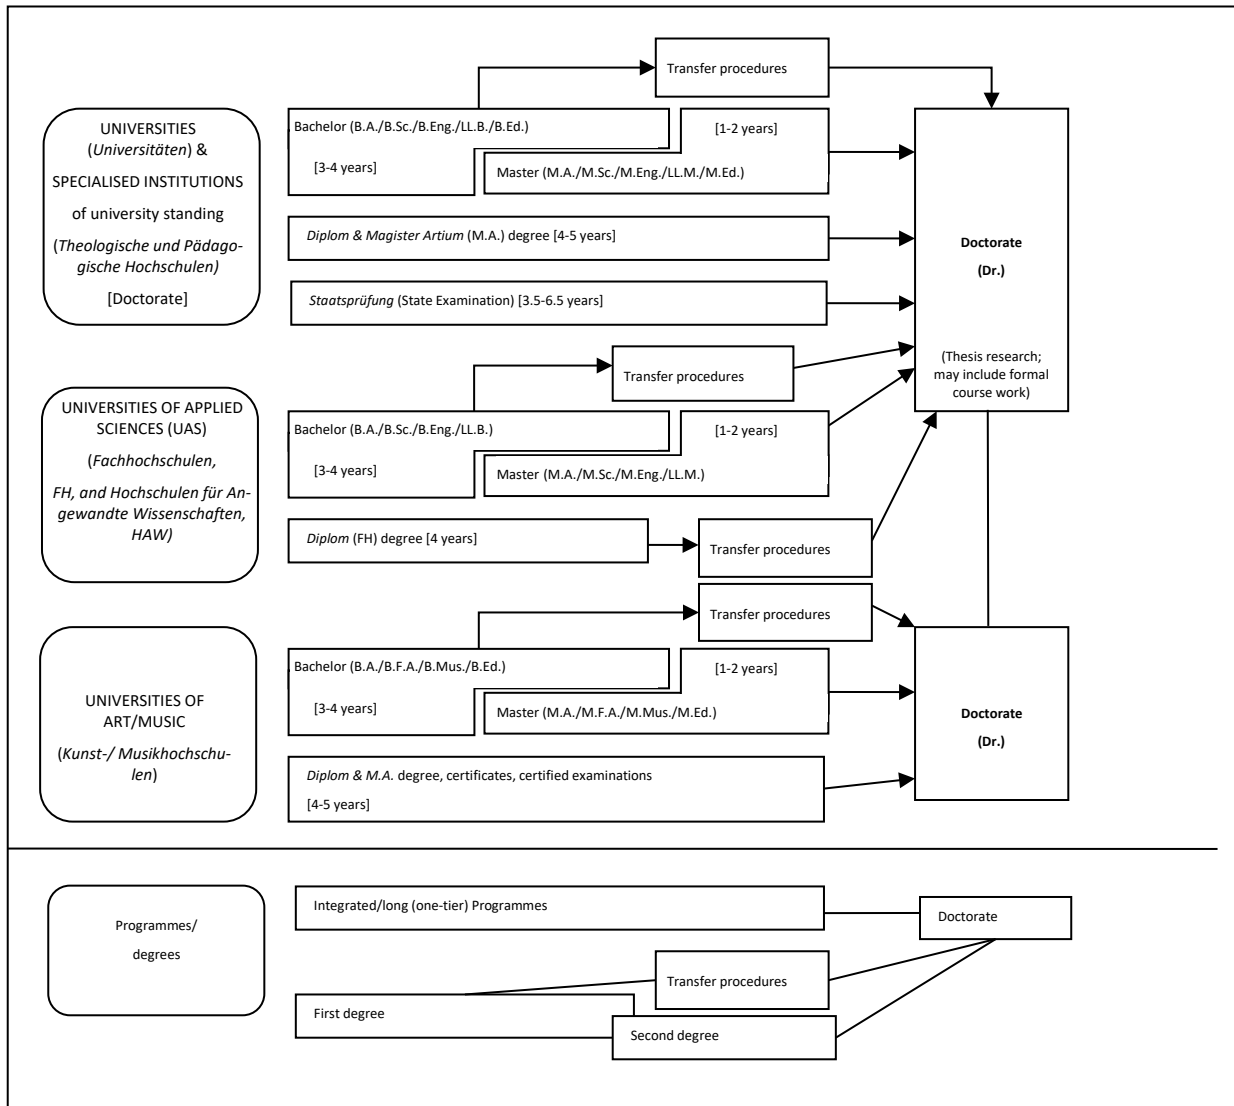 Transfer procedures
UNIVERSITIES
(Universitäten) &
SPECIALISED INSTITUTIONS
of university standing
(Theologische und Pädago-
gische Hochschulen)
[Doctorate]
Bachelor (B.A./B.Sc./B.Eng./LL.B./B.Ed.)
[3-4 years]
[1-2 years]
Master (M.A./M.Sc./M.Eng./LL.M./M.Ed.)
Diplom & Magister Artium (M.A.) degree [4-5 years]
Staatsprüfung (State Examination) [3.5-6.5 years]
Doctorate
(Dr.)
(Thesis research;
may include formal
course work)
UNIVERSITIES OF APPLIED
SCIENCES (UAS)
(Fachhochschulen,
FH, and Hochschulen für An-
gewandte Wissenschaften,
HAW)
Transfer procedures
Bachelor (B.A./B.Sc./B.Eng./LL.B.)
[3-4 years]
[1-2 years]
Master (M.A./M.Sc./M.Eng./LL.M.)
Diplom (FH) degree [4 years]
Transfer procedures
Transfer procedures
UNIVERSITIES OF
ART/MUSIC
(Kunst-/ Musikhochschu-
len)
Bachelor (B.A./B.F.A./B.Mus./B.Ed.)
[3-4 years]
[1-2 years]
Master (M.A./M.F.A./M.Mus./M.Ed.)
Diplom & M.A. degree, certificates, certified examinations
[4-5 years]
Doctorate
(Dr.)
Programmes/
degrees
Integrated/long (one-tier) Programmes
Doctorate
Transfer procedures
First degree
Second degree